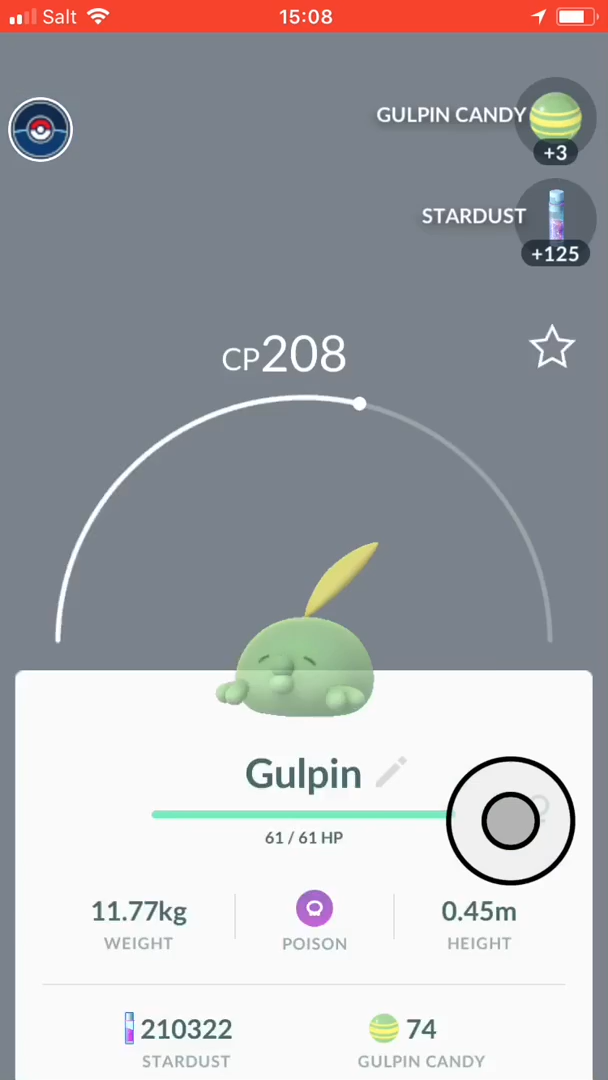 Salt 15:08
GULPIN CANDY
+3
STARDUST
+125
CP208
Gulpin
61 / 61 HP
11.77kg 0.45m
WEIGHT POISON HEIGHT
210322 74
STARDUST GULPIN CANDY